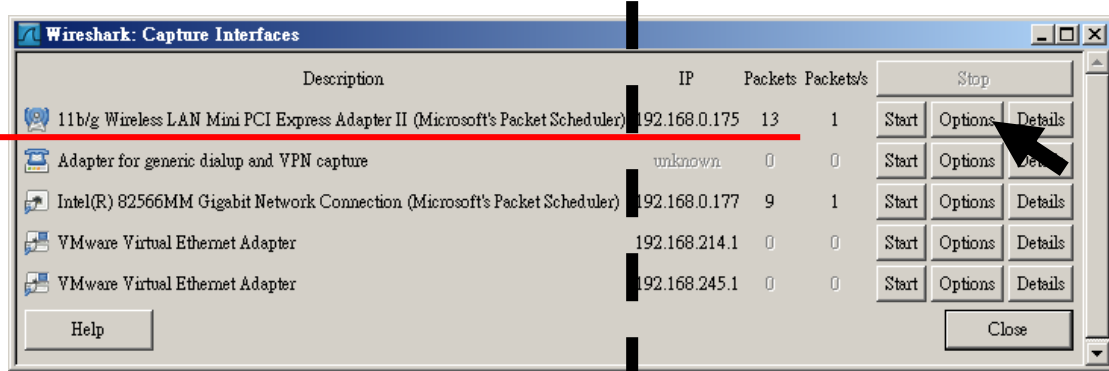 Wireshark: Capture Interfaces
Description IP Packets Packets/s Stop
11b/g Wireless LAN Mini PCI Express Adapter II (Microsoft's Packet Scheduler) 192.168.0.175 13 1 Start Options Details
Adapter for generic dialup and VPN capture unknown 0 0 Start Options Details
Intel(R) 82566MM Gigabit Network Connection (Microsoft's Packet Scheduler) 192.168.0.177 9 1 Start Options Details
VMware Virtual Ethernet Adapter 192.168.214.1 0 0 Start Options Details
VMware Virtual Ethernet Adapter 192.168.245.1 0 0 Start Options Details
Help Close